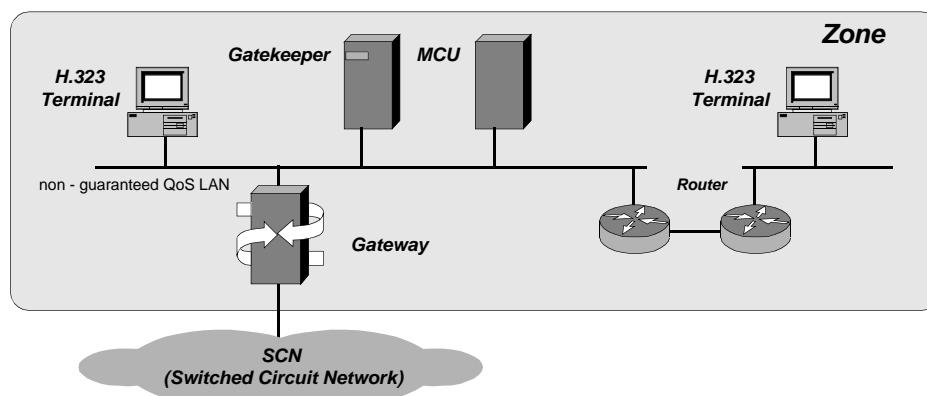 Zone
Gatekeeper
MCU
H.323
Terminal
H.323
Terminal
non - guaranteed QoS LAN
Router
Gateway
SCN
(Switched Circuit Network)